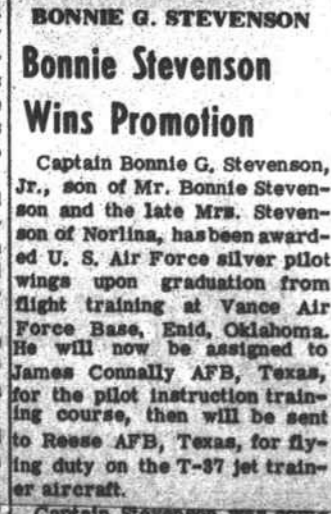 BONNIE G. STEVENSON
Bonnie Stevenson
Wins Promotion
Captain Bonnie G. Stevenson,
Jr., son of Mr. Bonnie Steven-
son and the late Mrs. Steven-
son of Norlina, has been award-
ed U. S. Air Force silver pilot
wings upon graduation from
flight training at Vance Air
Force Base, Enid, Oklahoma.
He will now be assigned to
James Connally AFB, Texas,
for the pilot instruction train-
ing course, then will be sent
to Reese AFB, Texas, for fly-
ing duty on the T-37 jet train-
er aircraft.
Captain Stevenson